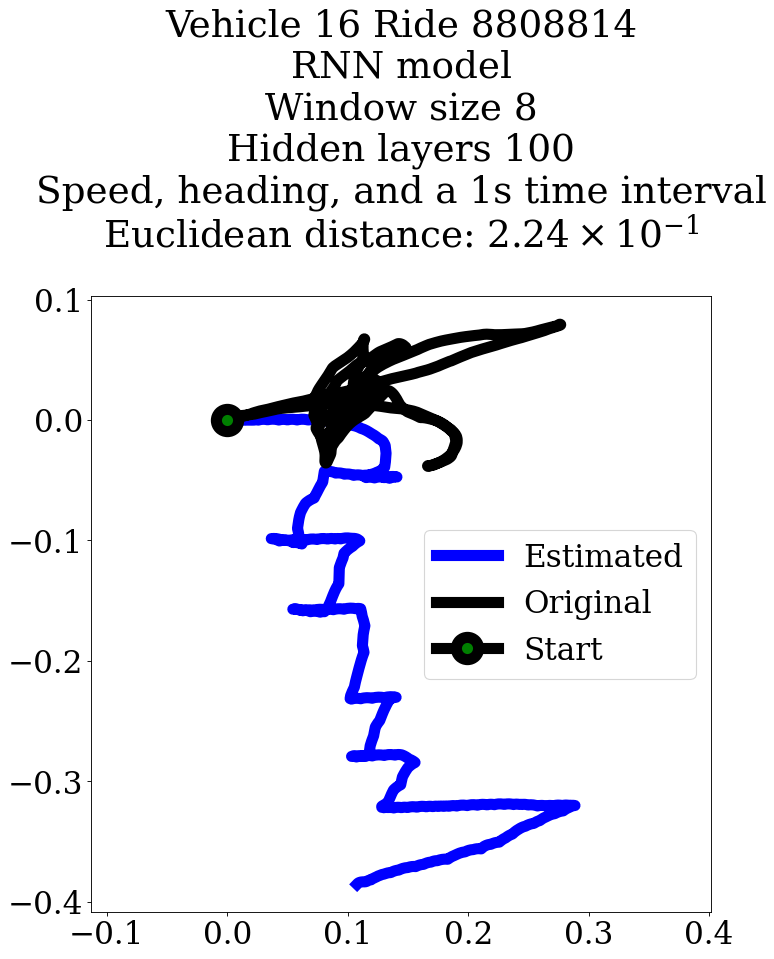 Vehicle 16 Ride 8808814
RNN model
Window size 8
Hidden layers 100
Speed, heading, and a 1s time interval
Euclidean distance: 2.24 × 10⁻¹
0.1
0.0
−0.1
−0.2
−0.3
−0.4
Estimated
Original
Start
−0.1 0.0 0.1 0.2 0.3 0.4